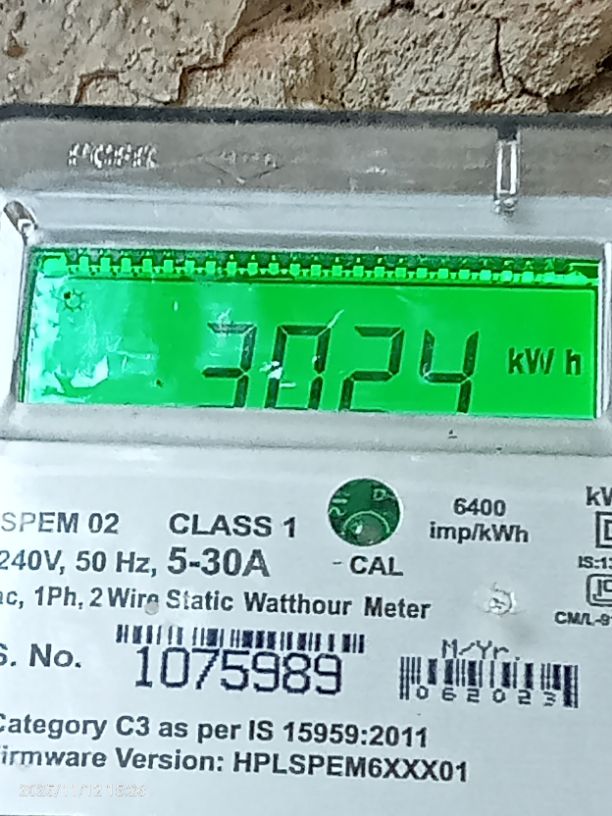 3024 kWh
SPEM 02 CLASS 1
6400
imp/kWh
240V, 50 Hz, 5-30A
- CAL
1Ph, 2 Wire Static Watthour Meter
S. No.
1075989
M/Yr.
062023
Category C3 as per IS 15959:2011
Firmware Version: HPLSPEM6XXX01